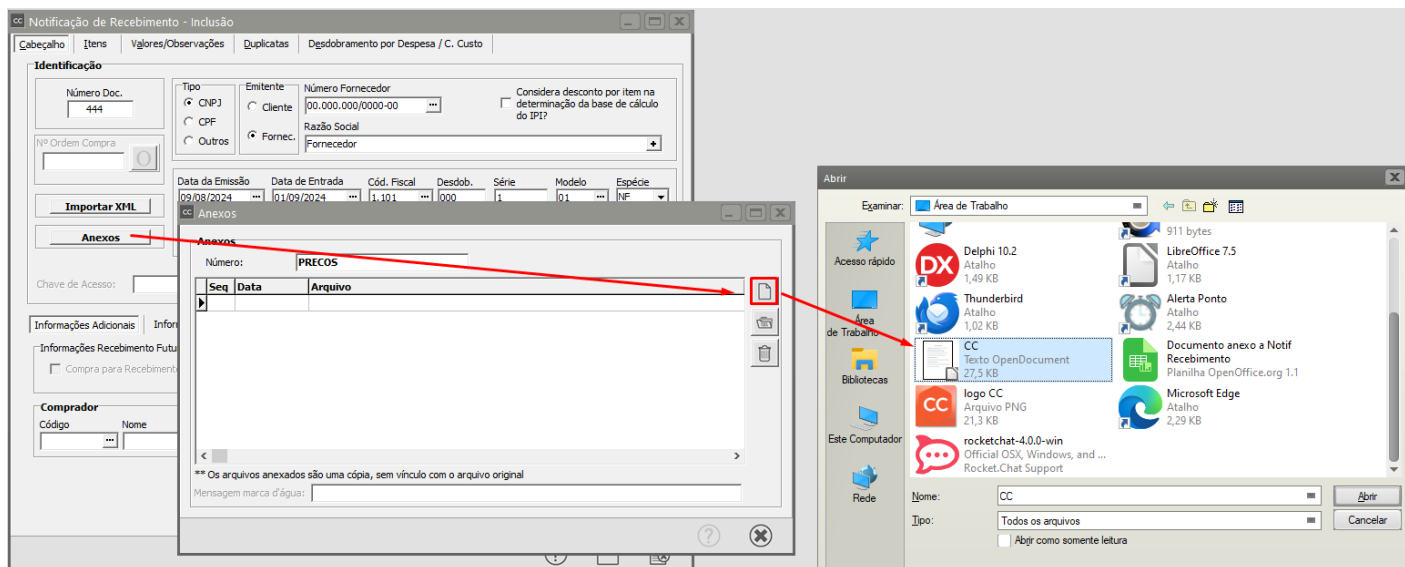 CC Notificação de Recebimento - Inclusão
Cabeçalho Itens Valores/Observações Duplicatas Desdobramento por Despesa / C. Custo
Identificação
Número Doc.
444
Nº Ordem Compra
O
Importar XML
Anexos
Chave de Acesso:
Tipo
CNPJ
CPF
Outros
Emitente
Cliente
Fornec.
Número Fornecedor
00.000.000/0000-00 ...
Razão Social
Fornecedor +
Considera desconto por item na
determinação da base de cálculo
do IPI?
Data da Emissão Data de Entrada Cód. Fiscal Desdob. Série Modelo Espécie
09/08/2024 ... 01/09/2024 ... 1.101 ... 000 1 01 ... NF
Informações Adicionais
Informações Recebimento
Compra para
Comprador
Código Nome
...
CC Anexos
Anexos
Número: PRECOS
Seq Data Arquivo
** Os arquivos anexados são uma cópia, sem vínculo com o arquivo original
Mensagem marca d'água:
?
Abrir
Examinar: Área de Trabalho
Acesso rápido
Área
de Trabalho
Bibliotecas
Este Computador
Rede
911 bytes
DX
Delphi 10.2
Atalho
1,49 KB
LibreOffice 7.5
Atalho
1,17 KB
Thunderbird
Atalho
1,02 KB
Alerta Ponto
Atalho
2,44 KB
CC
Texto OpenDocument
27,5 KB
Documento anexo a Notif
Recebimento
Planilha OpenOffice.org 1.1
CC
logo CC
Arquivo PNG
21,3 KB
Microsoft Edge
Atalho
2,29 KB
rocketchat-4.0.0-win
Official OSX, Windows, and ...
Rocket.Chat Support
Nome: CC Abrir
Tipo: Todos os arquivos Cancelar
Abrir como somente leitura